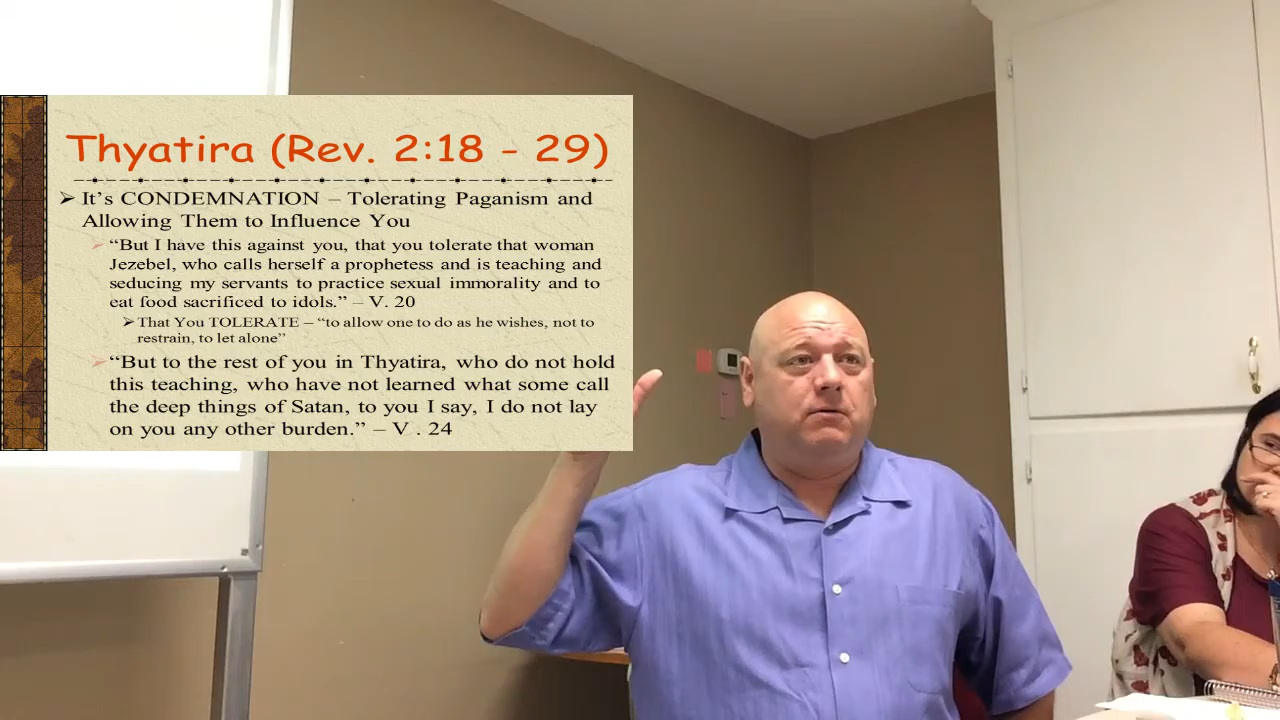 Thyatira (Rev. 2:18 - 29)
It's CONDEMNATION – Tolerating Paganism and
Allowing Them to Influence You
“But I have this against you, that you tolerate that woman
Jezebel, who calls herself a prophetess and is teaching and
seducing my servants to practice sexual immorality and to
eat food sacrificed to idols.” – V. 20
That You TOLERATE – “to allow one to do as he wishes, not to
restrain, to let alone”
“But to the rest of you in Thyatira, who do not hold
this teaching, who have not learned what some call
the deep things of Satan, to you I say, I do not lay
on you any other burden.” – V . 24